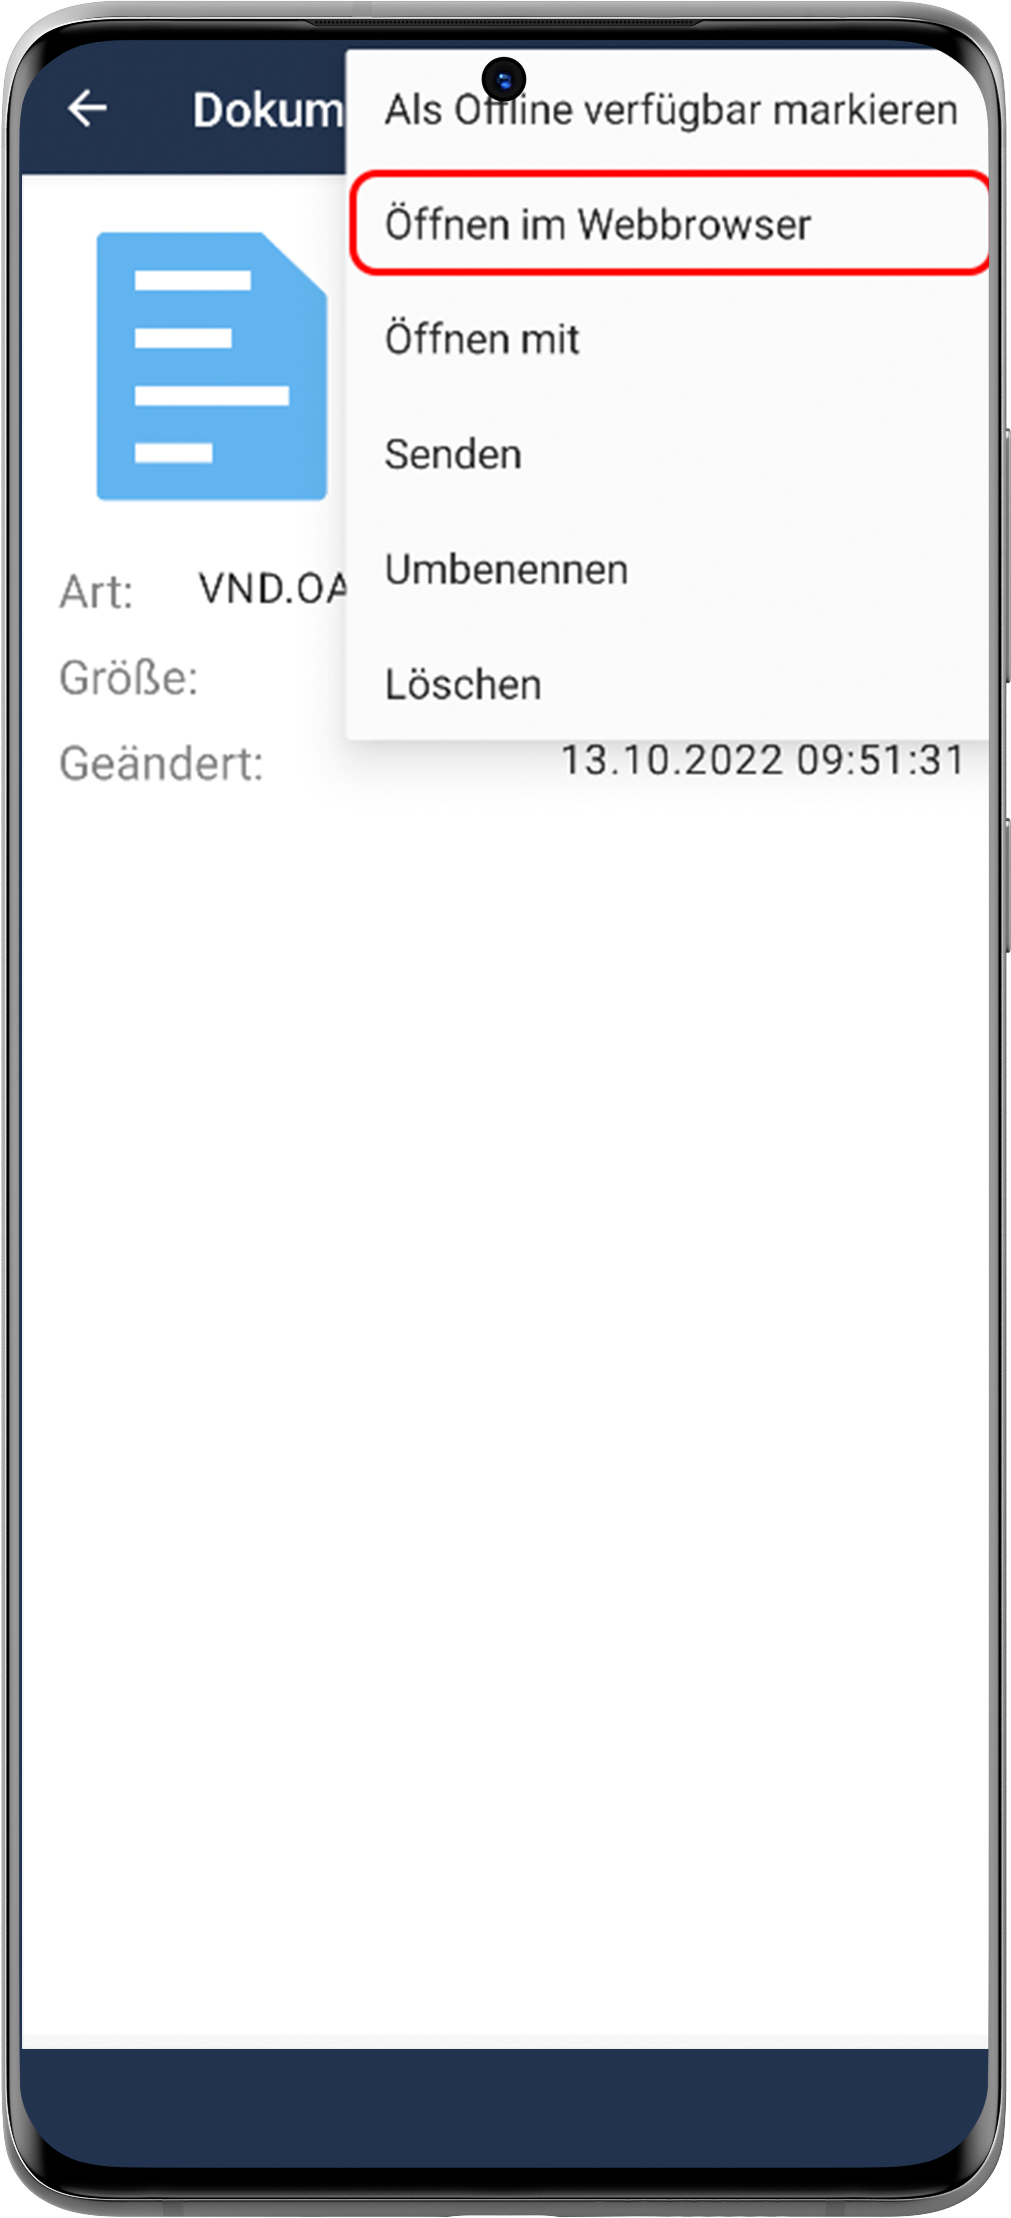 Dokum
Als Offline verfügbar markieren
Öffnen im Webbrowser
Öffnen mit
Senden
Umbenennen
Löschen
Art: VND.OA
Größe:
Geändert: 13.10.2022 09:51:31